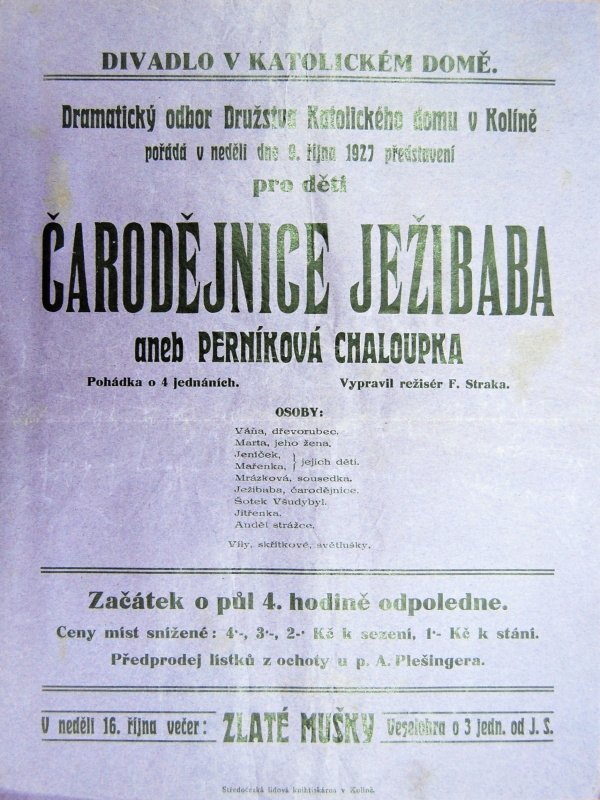 DIVADLO V KATOLICKÉM DOMĚ.
Dramatický odbor Družstva Katolického domu v Kolíně
pořádá v neděli dne 9. října 1927 představení
pro děti
ČARODĚJNICE JEŽIBABA
aneb PERNÍKOVÁ CHALOUPKA
Pohádka o 4 jednáních. Vypravil režisér F. Straka.
OSOBY:
Váňa, dřevorubec.
Marta, jeho žena,
Jeníček,
Mařenka, } jejich děti.
Mrázková, sousedka.
Ježibaba, čarodějnice.
Šotek Všudybyl.
Jitřenka.
Anděl strážce.
Víly, skřítkové, světlušky,
Začátek o půl 4. hodině odpoledne.
Ceny míst snížené: 4·-, 3·-, 2·- Kč k sezení, 1·- Kč k stání.
Předprodej lístků z ochoty u p. A. Plešingera.
V neděli 16. října večer: ZLATÉ MUŠKY Veselohra o 3 jedn. od J. S.
Středočeská lidová knihtiskárna v Kolíně.